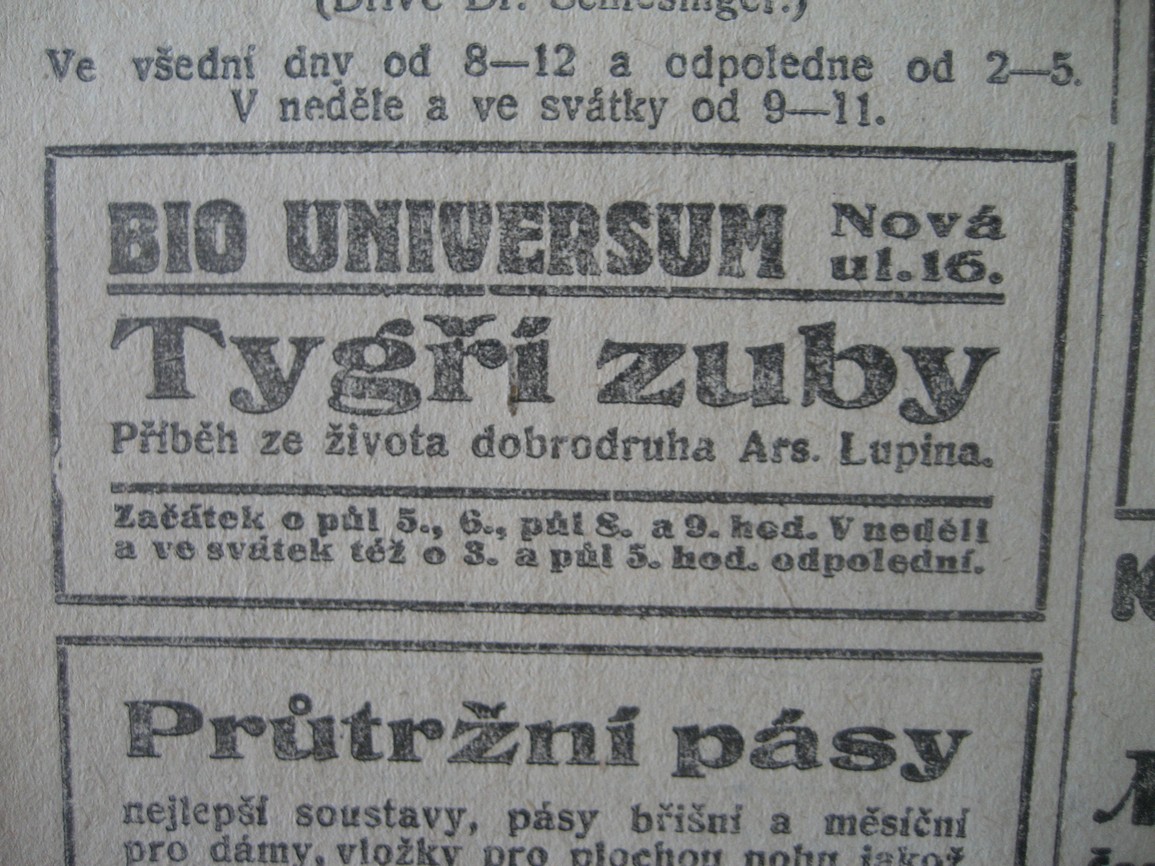 (Dříve Dr. Schlesinger.)
Ve všední dny od 8—12 a odpoledne od 2—5.
V neděle a ve svátky od 9—11.
BIO UNIVERSUM Nová
ul. 16.
Tygří zuby
Příběh ze života dobrodruha Ars. Lupina.
Začátek o půl 5., 6., půl 8. a 9. hod. V neděli
a ve svátek též o 3. a půl 5. hod. odpolední.
Průtržní pásy
nejlepší soustavy, pásy břišní a měsíční
pro dámy, vložky pro plochou nohu jakož